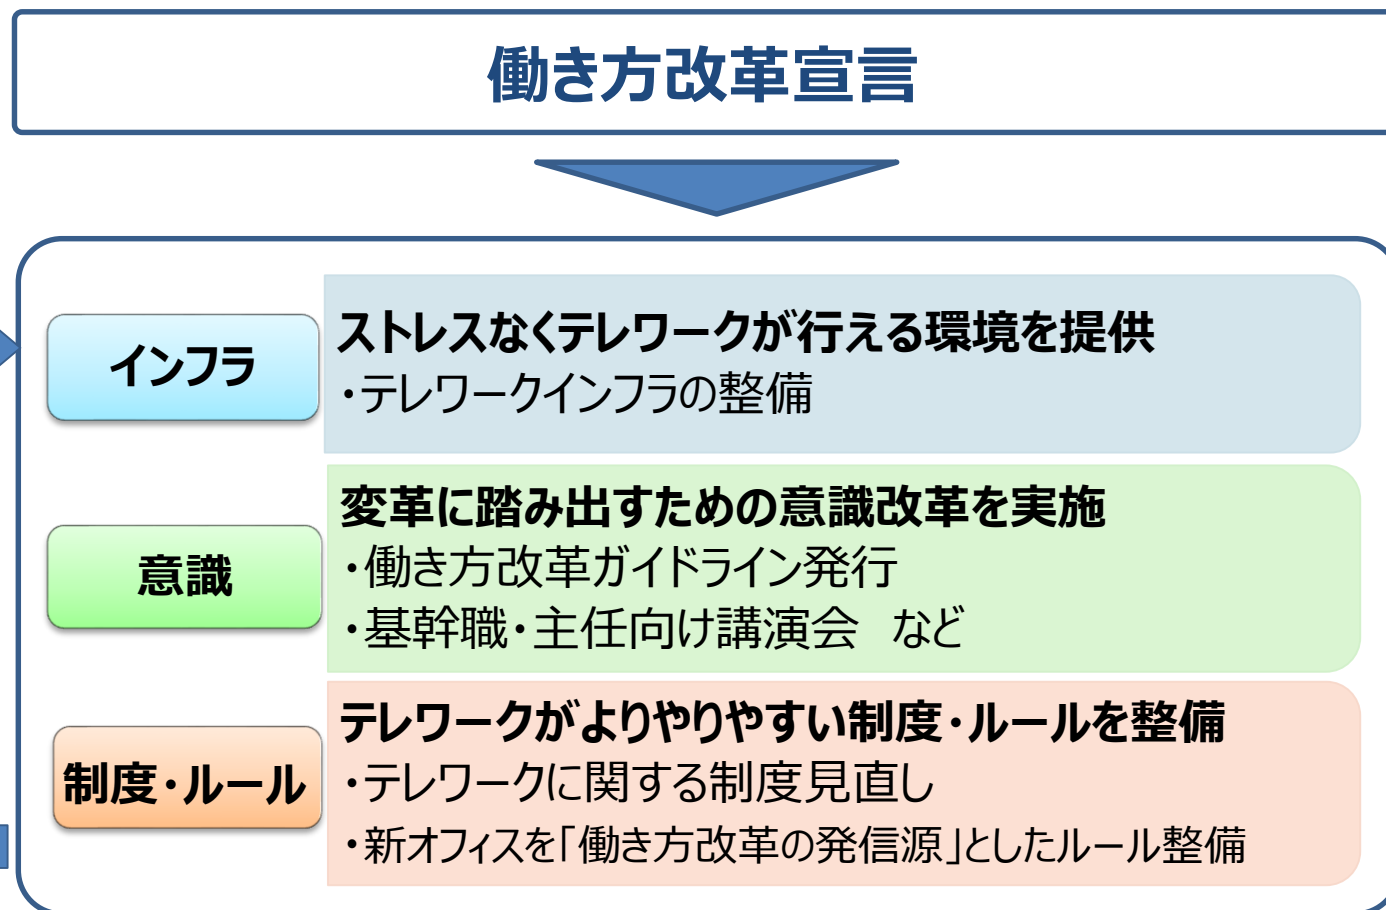 働き方改革宣言
インフラ
ストレスなくテレワークが行える環境を提供
・テレワークインフラの整備
意識
変革に踏み出すための意識改革を実施
・働き方改革ガイドライン発行
・基幹職・主任向け講演会　など
制度・ルール
テレワークがよりやりやすい制度・ルールを整備
・テレワークに関する制度見直し
・新オフィスを「働き方改革の発信源」としたルール整備